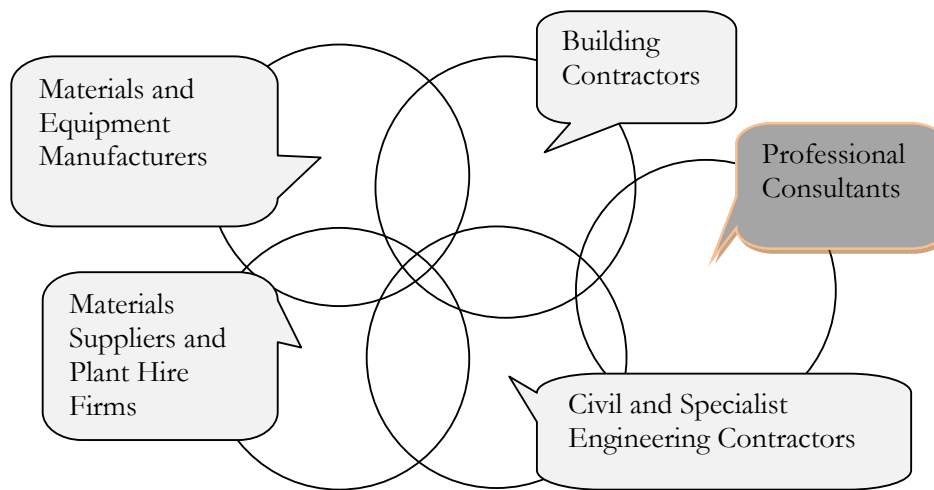 Building
Contractors
Materials and
Equipment
Manufacturers
Professional
Consultants
Materials
Suppliers and
Plant Hire
Firms
Civil and Specialist
Engineering Contractors